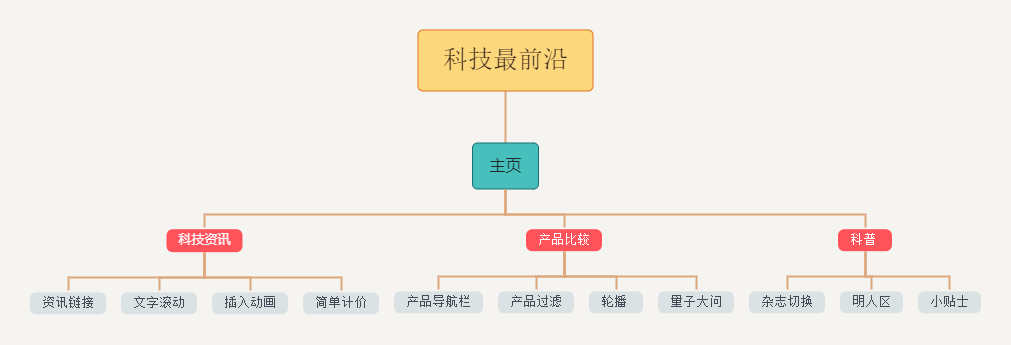 科技最前沿
主页
科技资讯
产品比较
科普
资讯链接
文字滚动
插入动画
简单计价
产品导航栏
产品过滤
轮播
量子大问
杂志切换
明人区
小贴士